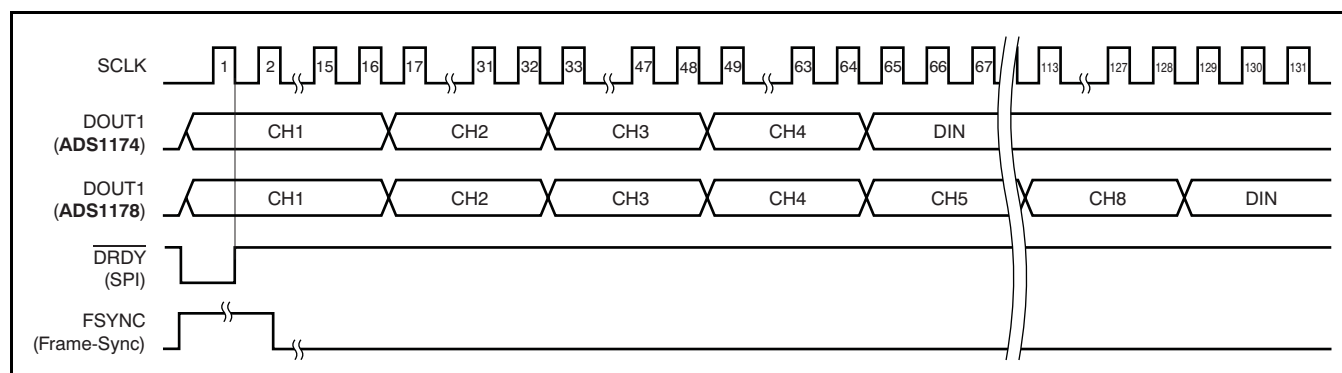 SCLK 1 2 15 16 17 31 32 33 47 48 49 63 64 65 66 67 113 127 128 129 130 131
DOUT1
(ADS1174)
CH1 CH2 CH3 CH4 DIN
DOUT1
(ADS1178)
CH1 CH2 CH3 CH4 CH5 CH8 DIN
DRDY
(SPI)
FSYNC
(Frame-Sync)